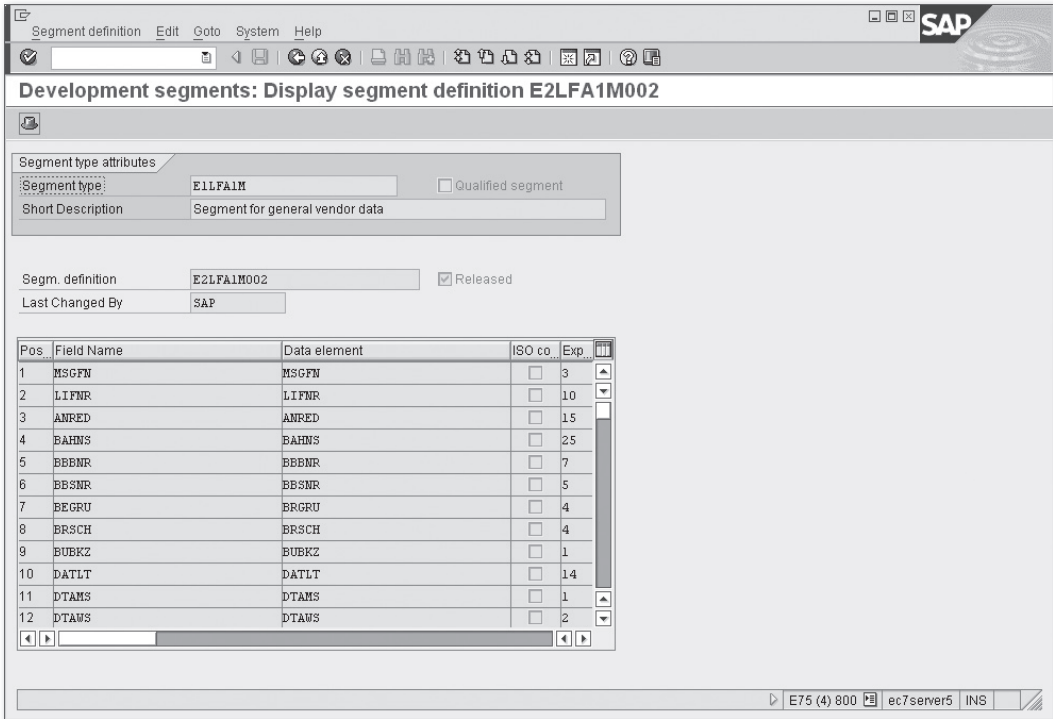 Segment definition Edit Goto System Help
SAP
Development segments: Display segment definition E2LFA1M002
Segment type attributes
Segment type E1LFA1M Qualified segment
Short Description Segment for general vendor data
Segm. definition E2LFA1M002 Released
Last Changed By SAP
Pos... Field Name Data element ISO co... Exp...
1 MSGFN MSGFN 3
2 LIFNR LIFNR 10
3 ANRED ANRED 15
4 BAHNS BAHNS 25
5 BBBNR BBBNR 7
6 BBSNR BBSNR 5
7 BEGRU BRGRU 4
8 BRSCH BRSCH 4
9 BUBKZ BUBKZ 1
10 DATLT DATLT 14
11 DTAMS DTAMS 1
12 DTAWS DTAWS 2
E75 (4) 800 ec7server5 INS